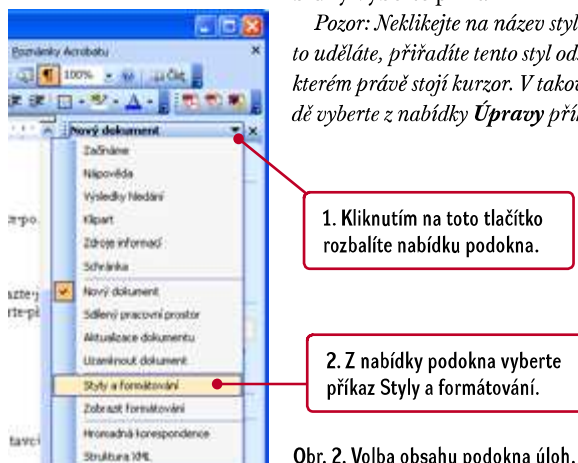 Pozor: Neklikejte na název styl
to uděláte, přiřadíte tento styl ods
kterém právě stojí kurzor. V takov
dě vyberte z nabídky Úpravy přík
Poznámky Acrobatu
100%
Číst
Nový dokument
Začínáme
Nápověda
Výsledky hledání
Klipart
Zdroje informací
Schránka
Nový dokument
Sdílený pracovní prostor
Aktualizace dokumentu
Uzamknout dokument
Styly a formátování
Zobrazit formátování
Hromadná korespondence
Struktura XML
1. Kliknutím na toto tlačítko
rozbalíte nabídku podokna.
2. Z nabídky podokna vyberte
příkaz Styly a formátování.
Obr. 2. Volba obsahu podokna úloh.